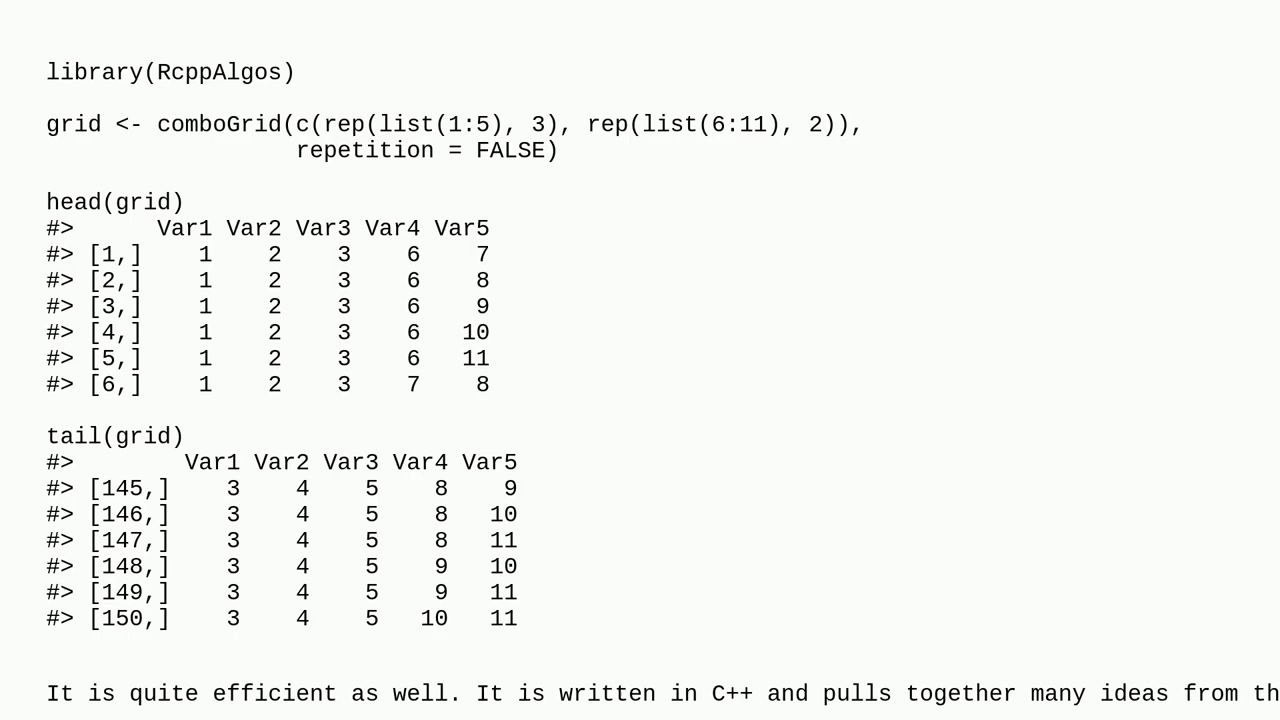 library(RcppAlgos)
grid <- comboGrid(c(rep(list(1:5), 3), rep(list(6:11), 2)),
                  repetition = FALSE)
head(grid)
#>      Var1 Var2 Var3 Var4 Var5
#> [1,]    1    2    3    6    7
#> [2,]    1    2    3    6    8
#> [3,]    1    2    3    6    9
#> [4,]    1    2    3    6   10
#> [5,]    1    2    3    6   11
#> [6,]    1    2    3    7    8
tail(grid)
#>        Var1 Var2 Var3 Var4 Var5
#> [145,]    3    4    5    8    9
#> [146,]    3    4    5    8   10
#> [147,]    3    4    5    8   11
#> [148,]    3    4    5    9   10
#> [149,]    3    4    5    9   11
#> [150,]    3    4    5   10   11
It is quite efficient as well. It is written in C++ and pulls together many ideas from